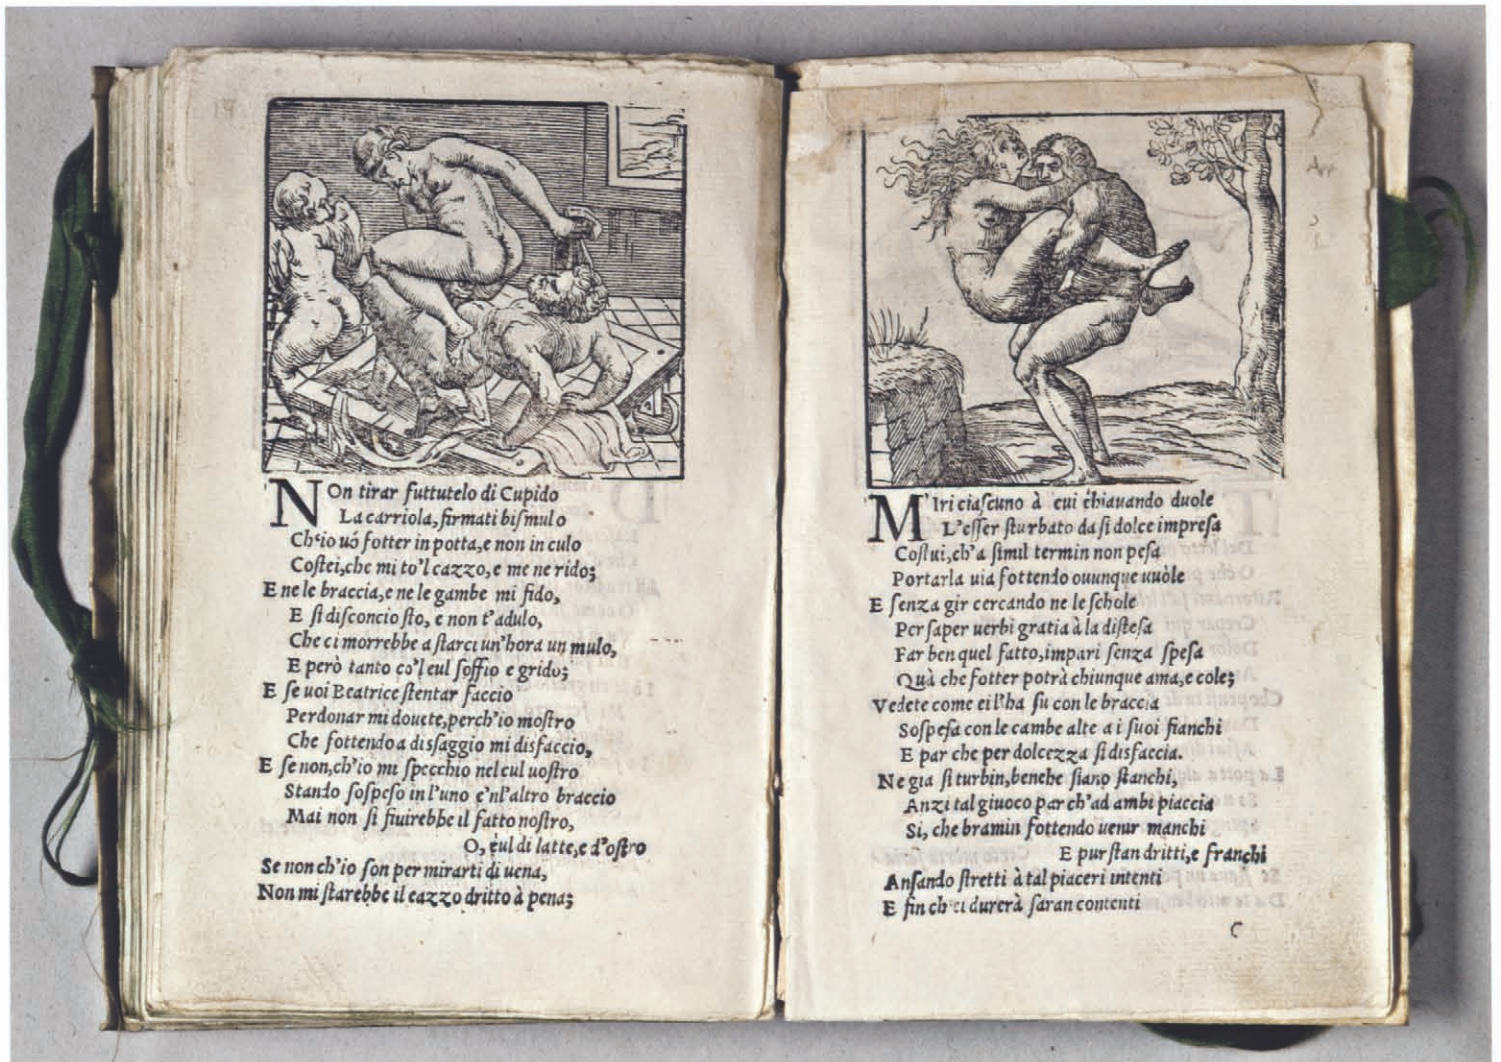 NOn tirar futtutelo di Cupido
La carriola, firmati bismulo
Ch'io uó fotter in potta, e non in culo
Costei, che mi to'l cazzo, e me ne rido;
E ne le braccia, e ne le gambe mi fido,
E si disconcio sto, e non t'adulo,
Che ci morrebbe a starci un'hora un mulo,
E però tanto co'l cul soffio e grido;
E se uoi Beatrice stentar faccio
Perdonar mi douete, perch'io mostro
Che fottendo a disaggio mi disfaccio,
E se non, ch'io mi specchio nel cul uostro
Stando sospeso in l'uno e'nl'altro braccio
Mai non si finirebbe il fatto nostro,
O, cul di latte, e d'ostro
Se non ch'io son per mirarti di uena,
Non mi starebbe il cazzo dritto à pena;
MIri ciascuno à cui chiauando duole
L'esser sturbato da sì dolce impresa
Costui, ch'a simil termin non pesa
Portarla uia fottendo ouunque uuòle
E senza gir cercando ne le schole
Per saper uerbi gratia à la distesa
Far ben quel fatto, impari senza spesa
Quà che fotter potrà chiunque ama, e cole;
Vedete come ei l'ha su con le braccia
Sospesa con le cambe alte a i suoi fianchi
E par che per dolcezza si disfaccia.
Ne gia si turbin, benche siano stanchi,
Anzi tal giuoco par ch'ad ambi piaccia
Si, che bramin fottendo uenir manchi
E pur stan dritti, e franchi
Ansando stretti à tal piaceri intenti
E fin ch'ei durerà saran contenti
C